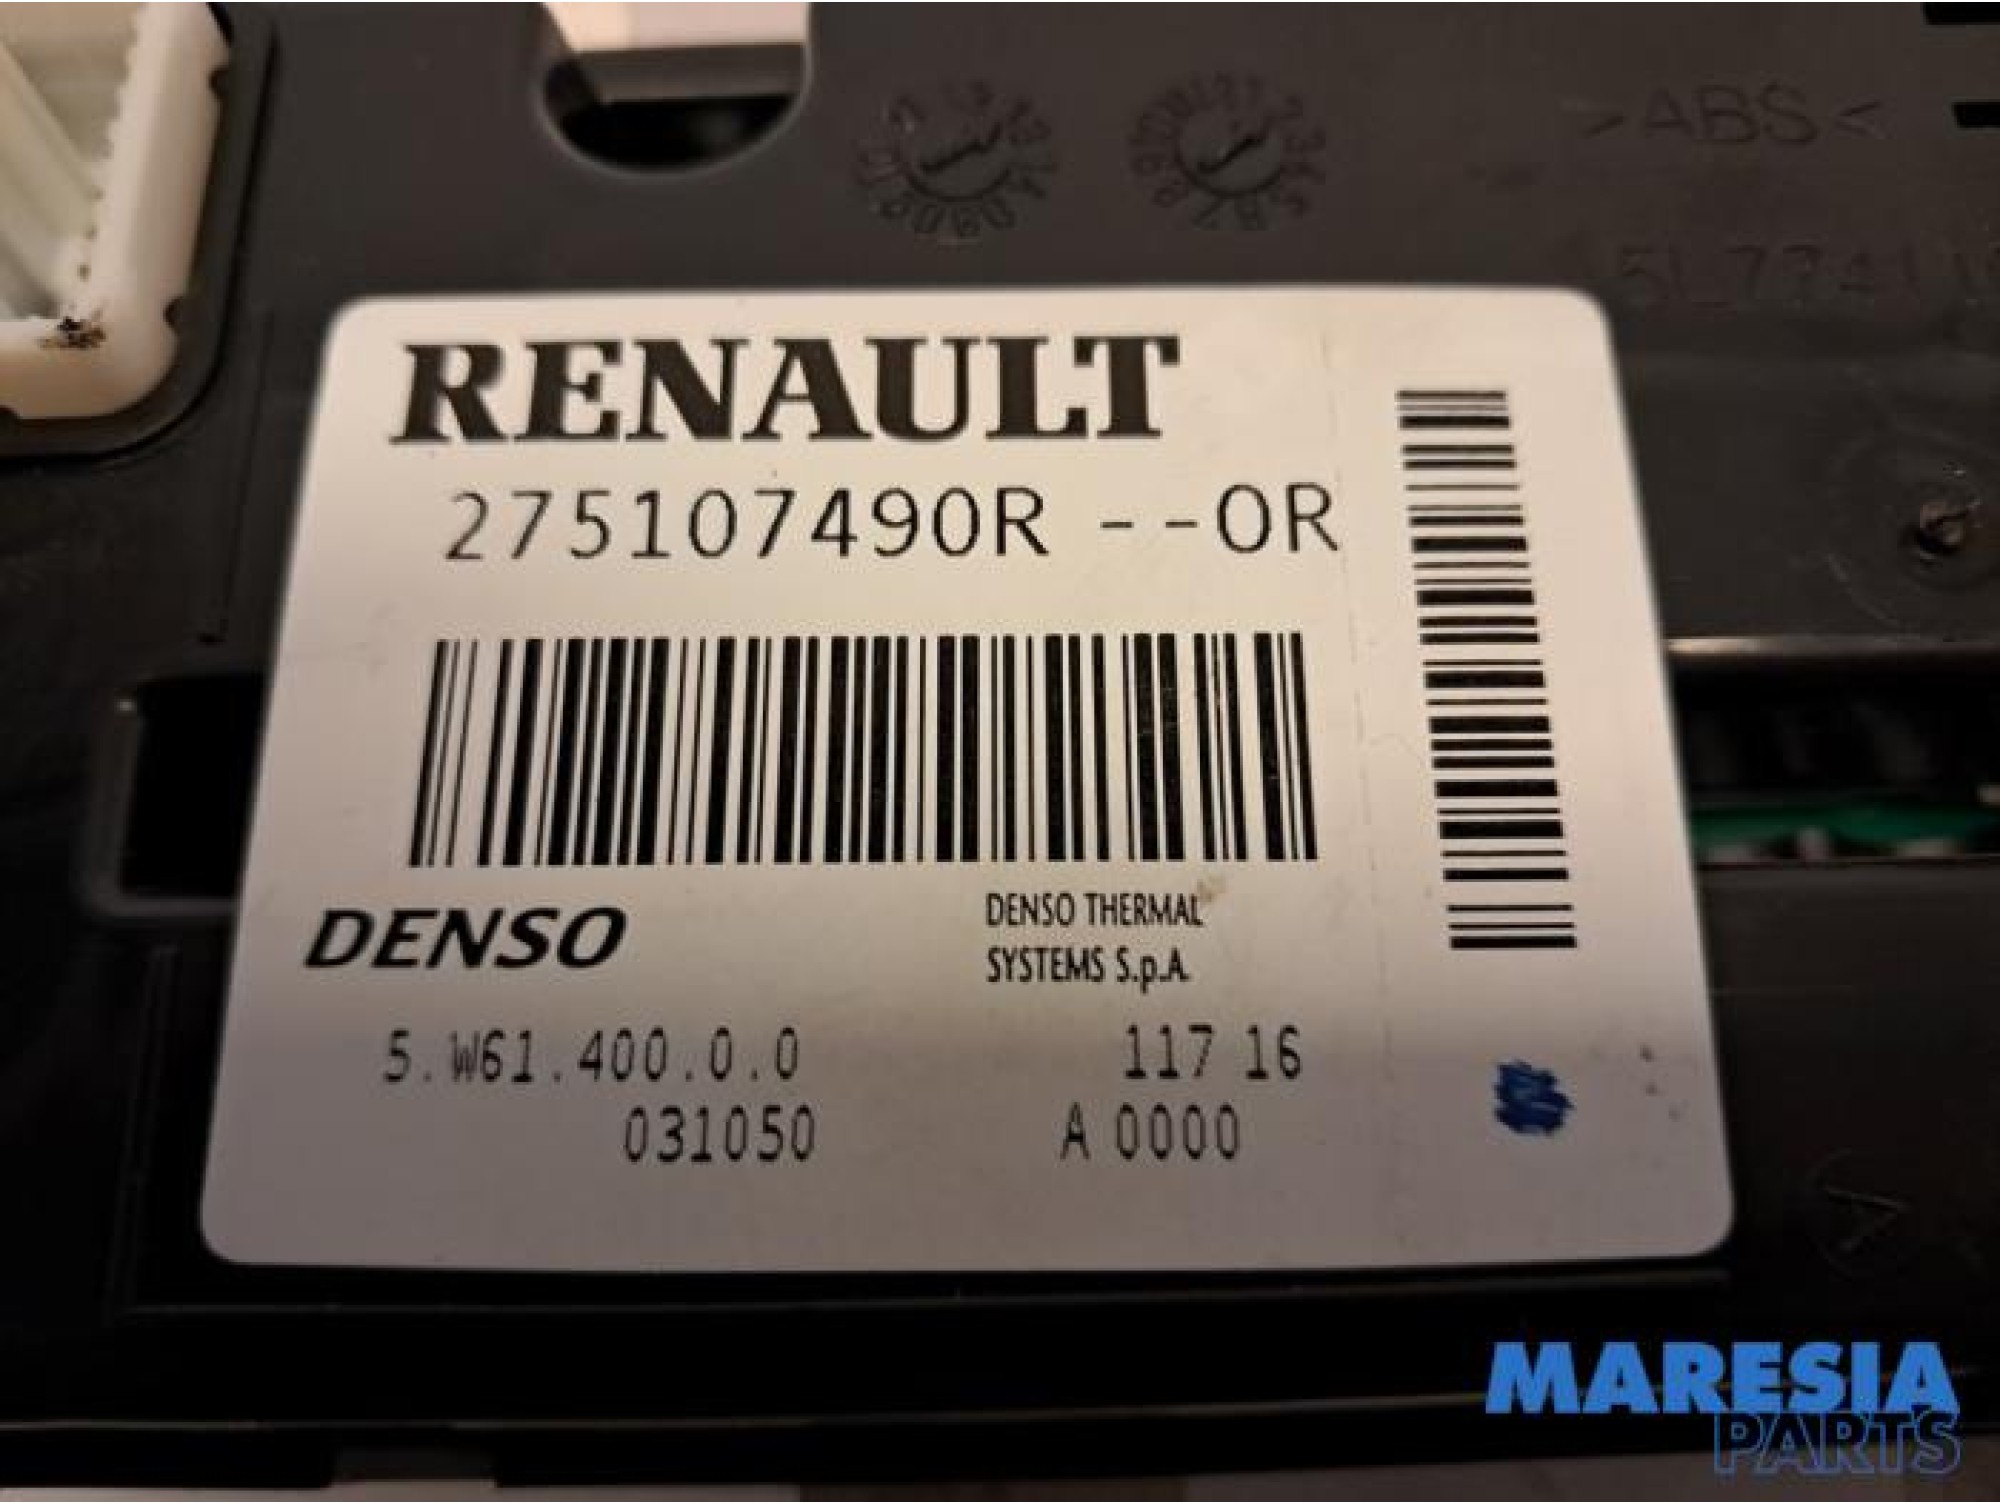 >ABS<
RENAULT
275107490R --0R
DENSO
DENSO THERMAL
SYSTEMS S.p.A.
5.W61.400.0.0 117 16
031050 A 0000
MARESIA
PARTS